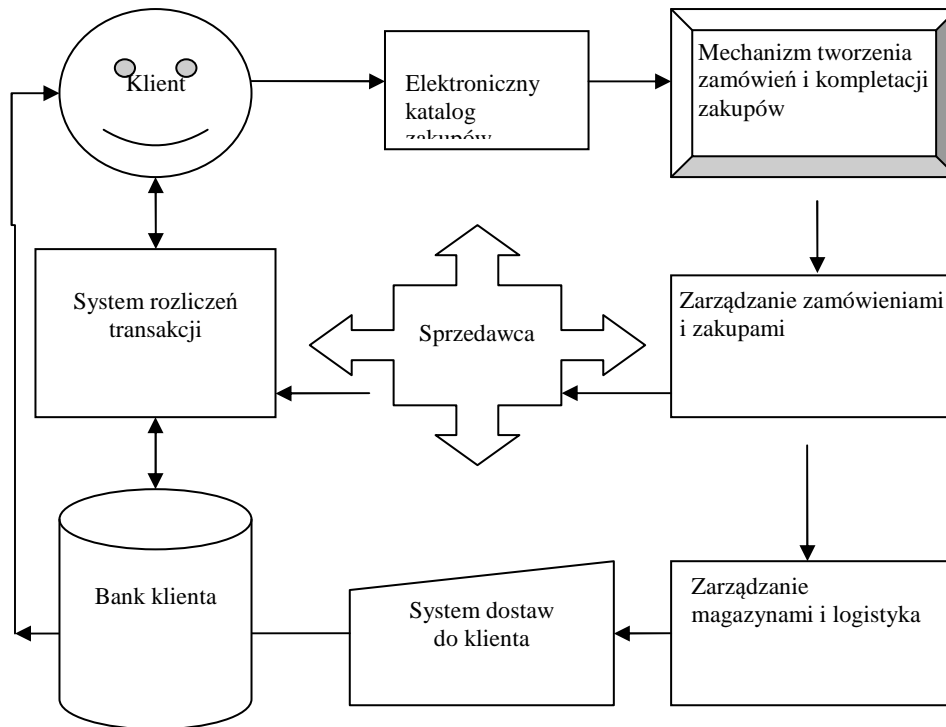 Klient
Elektroniczny
katalog
zakupów
Mechanizm tworzenia
zamówień i kompletacji
zakupów
System rozliczeń
transakcji
Sprzedawca
Zarządzanie zamówieniami
i zakupami
Bank klienta
System dostaw
do klienta
Zarządzanie
magazynami i logistyka